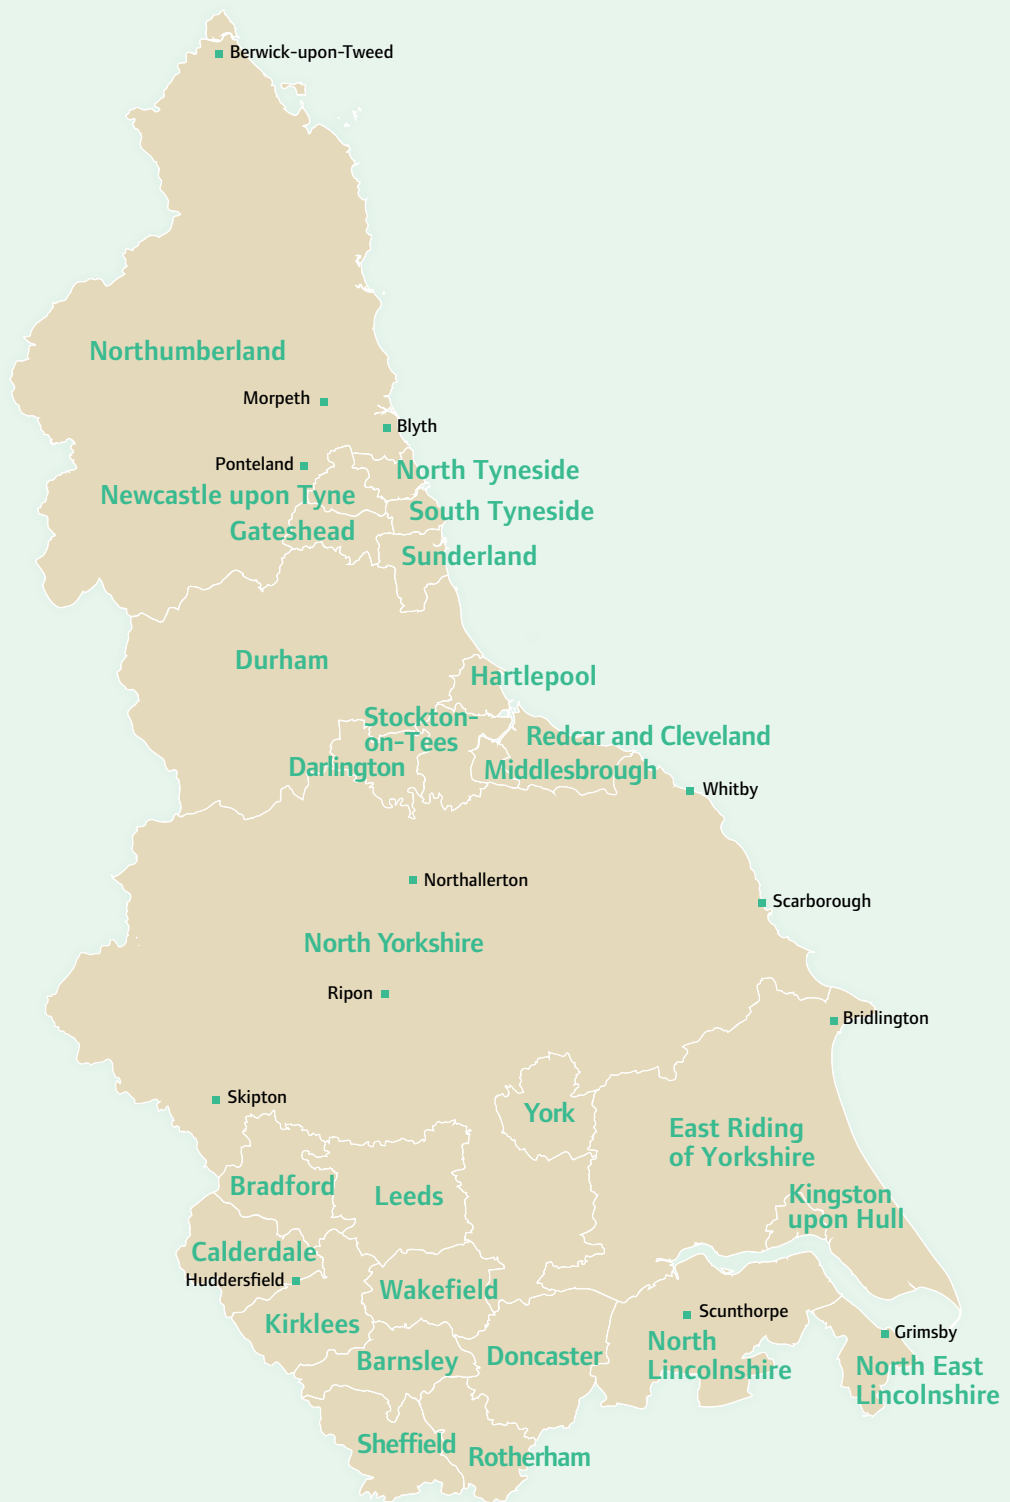 Berwick-upon-Tweed
Northumberland
Morpeth
Blyth
Ponteland
North Tyneside
Newcastle upon Tyne
South Tyneside
Gateshead
Sunderland
Durham
Hartlepool
Stockton-
on-Tees
Redcar and Cleveland
Darlington
Middlesbrough
Whitby
Northallerton
Scarborough
North Yorkshire
Ripon
Bridlington
Skipton
York
East Riding
of Yorkshire
Bradford
Leeds
Kingston
upon Hull
Calderdale
Huddersfield
Wakefield
Scunthorpe
Kirklees
Grimsby
North
Lincolnshire
Barnsley
Doncaster
North East
Lincolnshire
Sheffield
Rotherham